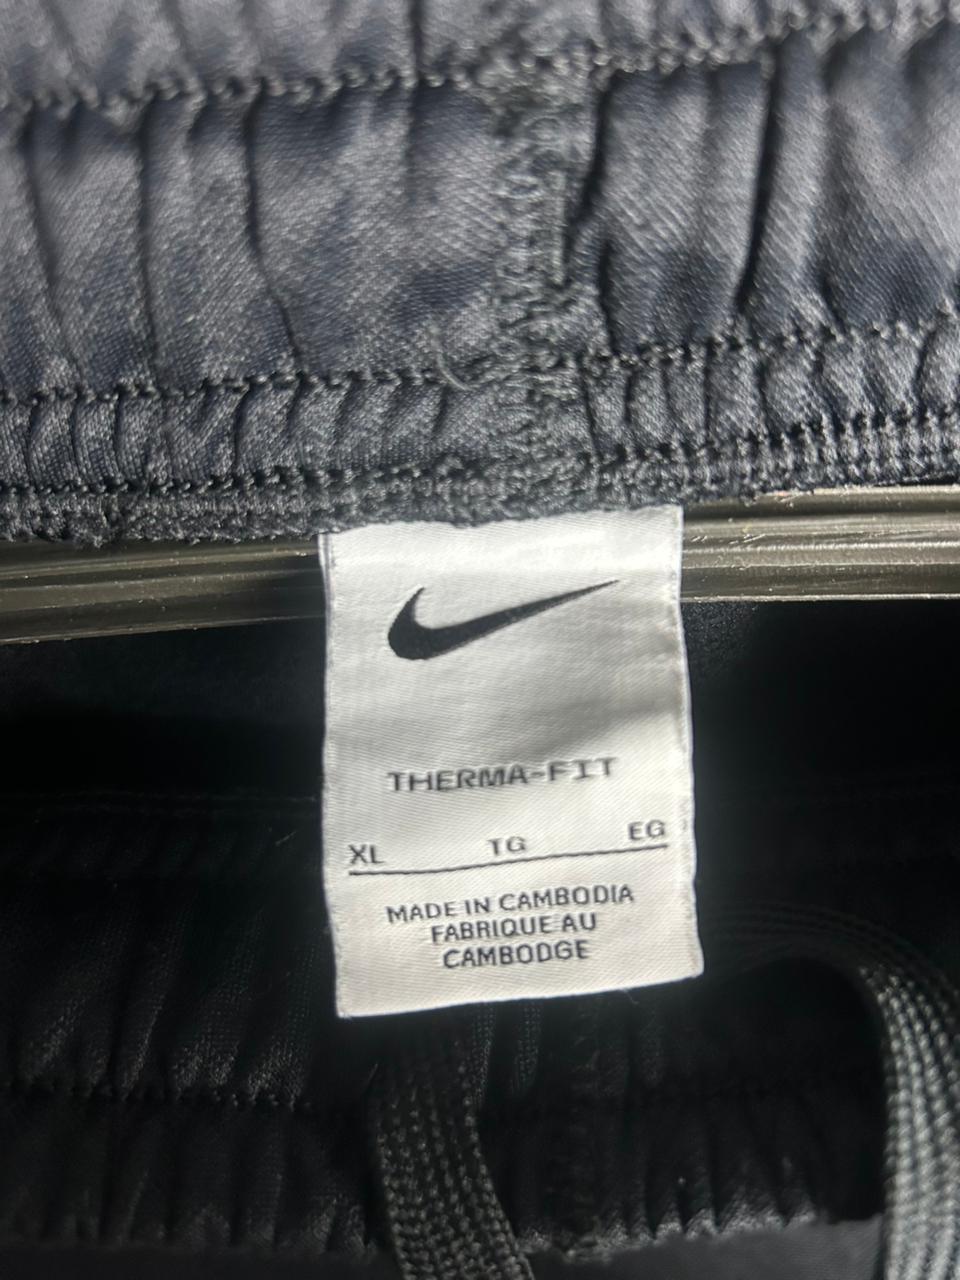 THERMA-FIT
XL TG EG
MADE IN CAMBODIA
FABRIQUE AU
CAMBODGE